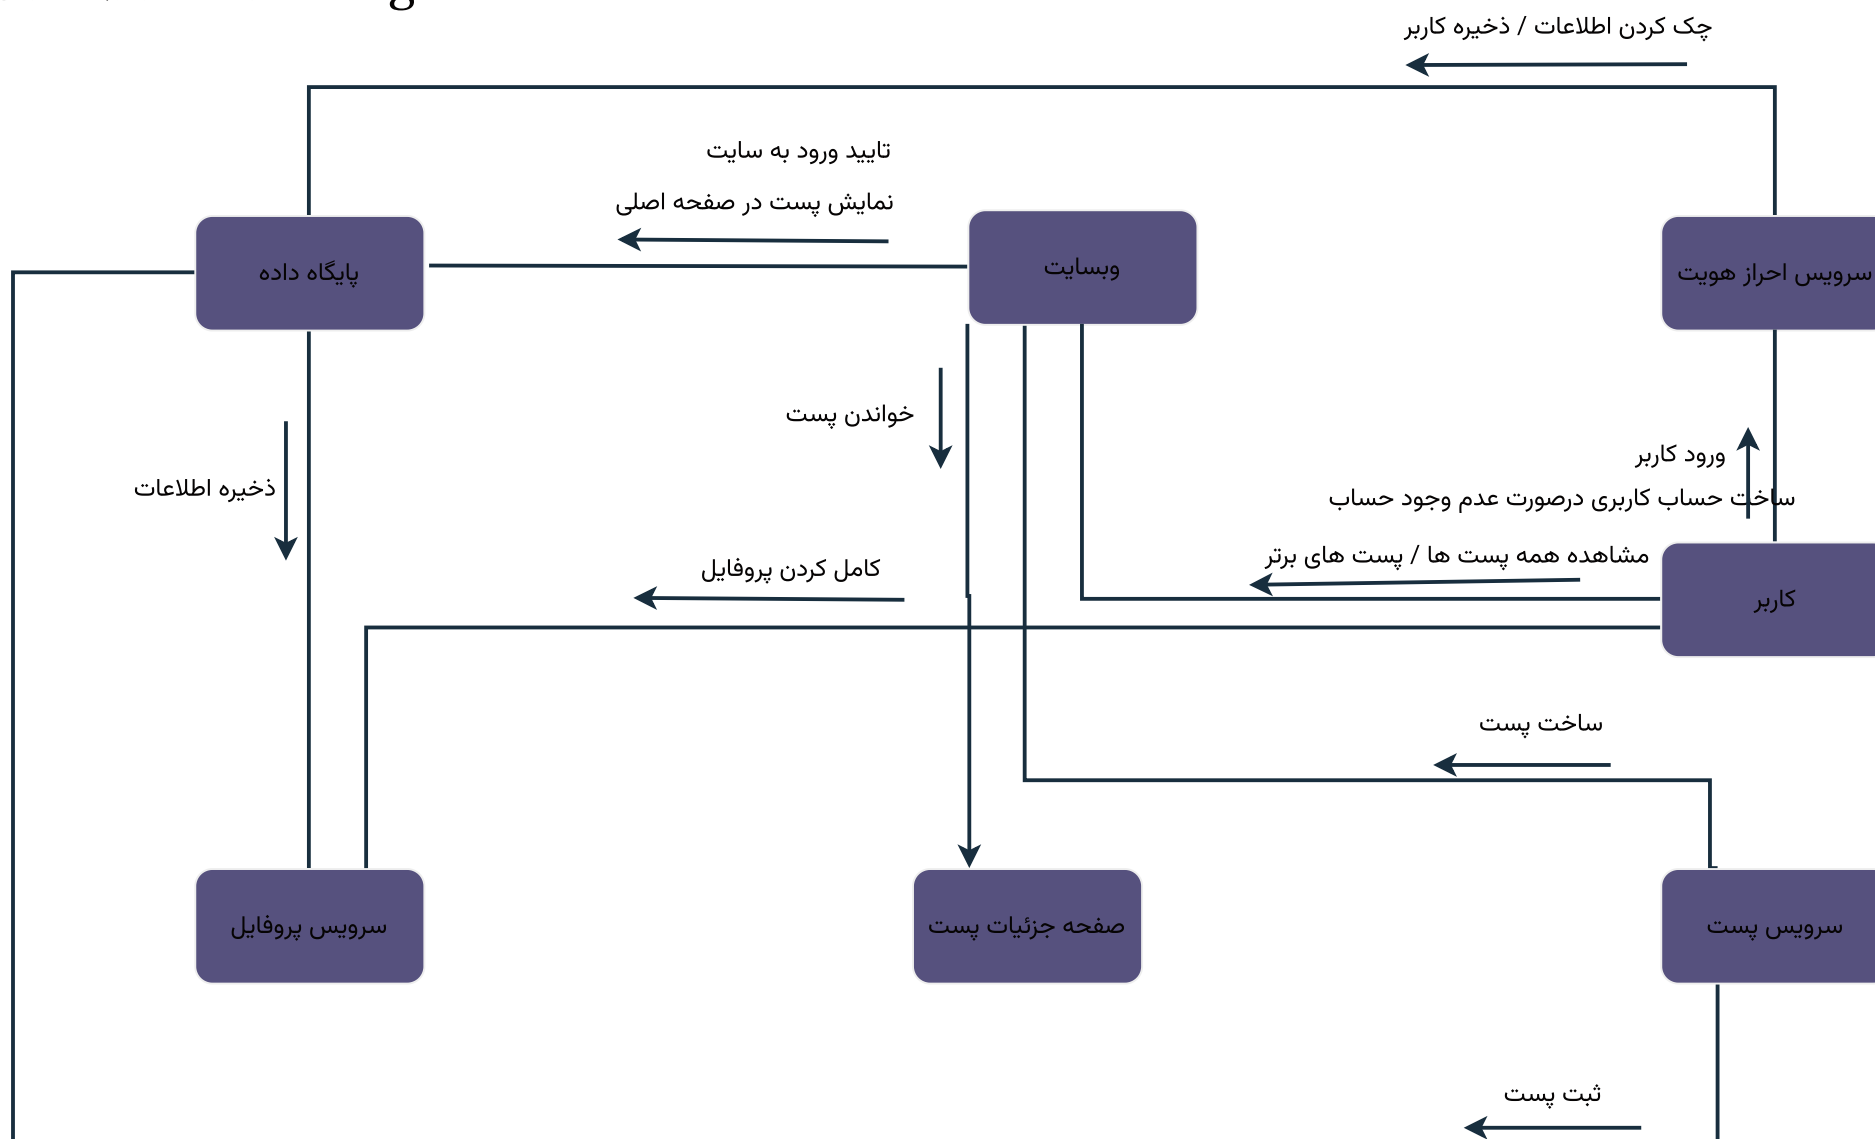 چک کردن اطلاعات / ذخیره کاربر
تایید ورود به سایت
نمایش پست در صفحه اصلی
سرویس احراز هویت
وبسایت
پایگاه داده
خواندن پست
ورود کاربر
ساخت حساب کاربری درصورت عدم وجود حساب
ذخیره اطلاعات
مشاهده همه پست ها / پست های برتر
کامل کردن پروفایل
کاربر
ساخت پست
سرویس پست
صفحه جزئیات پست
سرویس پروفایل
ثبت پست